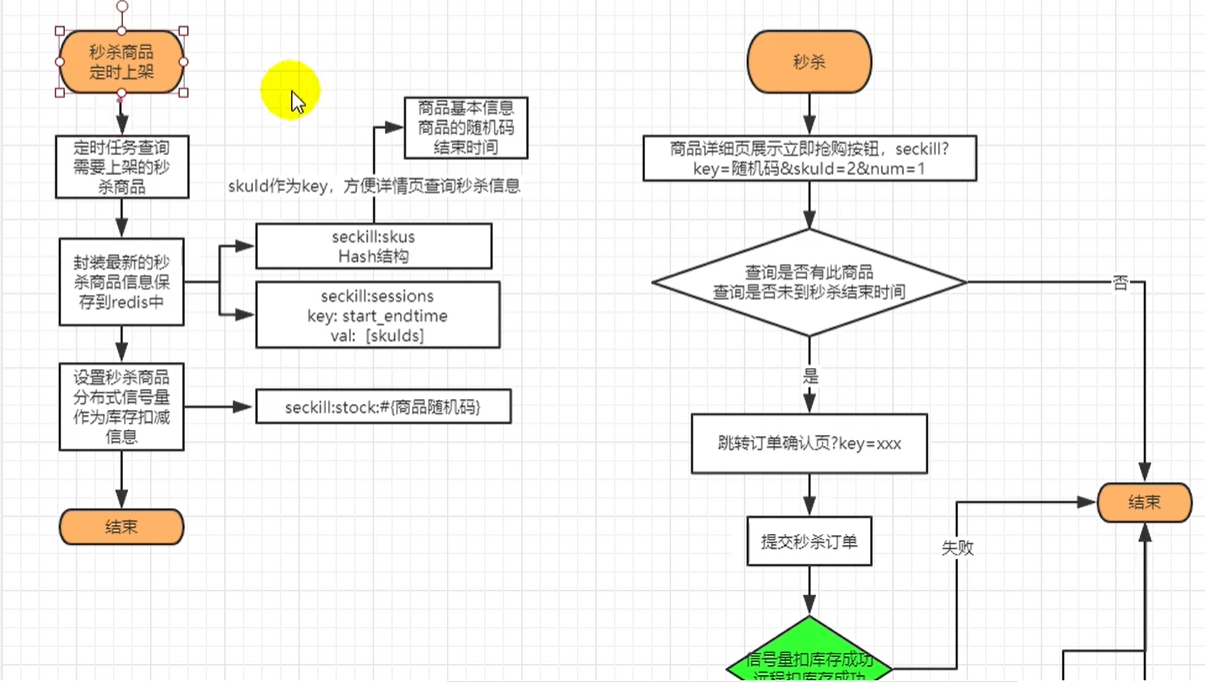 秒杀商品
定时上架
定时任务查询
需要上架的秒
杀商品
封装最新的秒
杀商品信息保
存到redis中
设置秒杀商品
分布式信号量
作为库存扣减
信息
结束
商品基本信息
商品的随机码
结束时间
skuId作为key，方便详情页查询秒杀信息
seckill:skus
Hash结构
seckill:sessions
key: start_endtime
val:  [skuIds]
seckill:stock:#{商品随机码}
秒杀
商品详细页展示立即抢购按钮，seckill?
key=随机码&skuId=2&num=1
查询是否有此商品
查询是否未到秒杀结束时间
否
是
跳转订单确认页?key=xxx
提交秒杀订单
失败
结束
信号量扣库存成功
远程扣库存成功